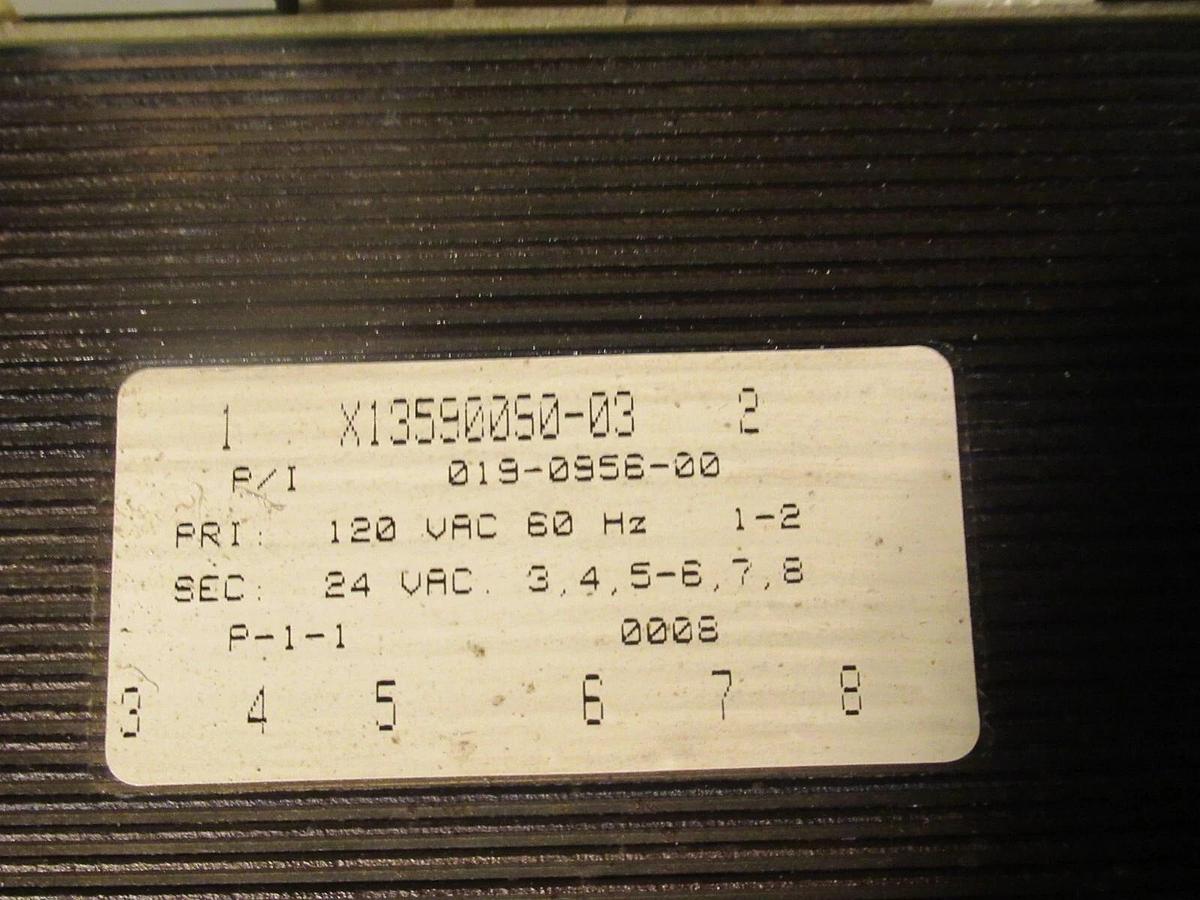 1 X13590090-03 2
P/I 019-0956-00
PRI: 120 VAC 60 Hz 1-2
SEC: 24 VAC. 3,4,5-6,7,8
P-1-1 0008
3 4 5 6 7 8